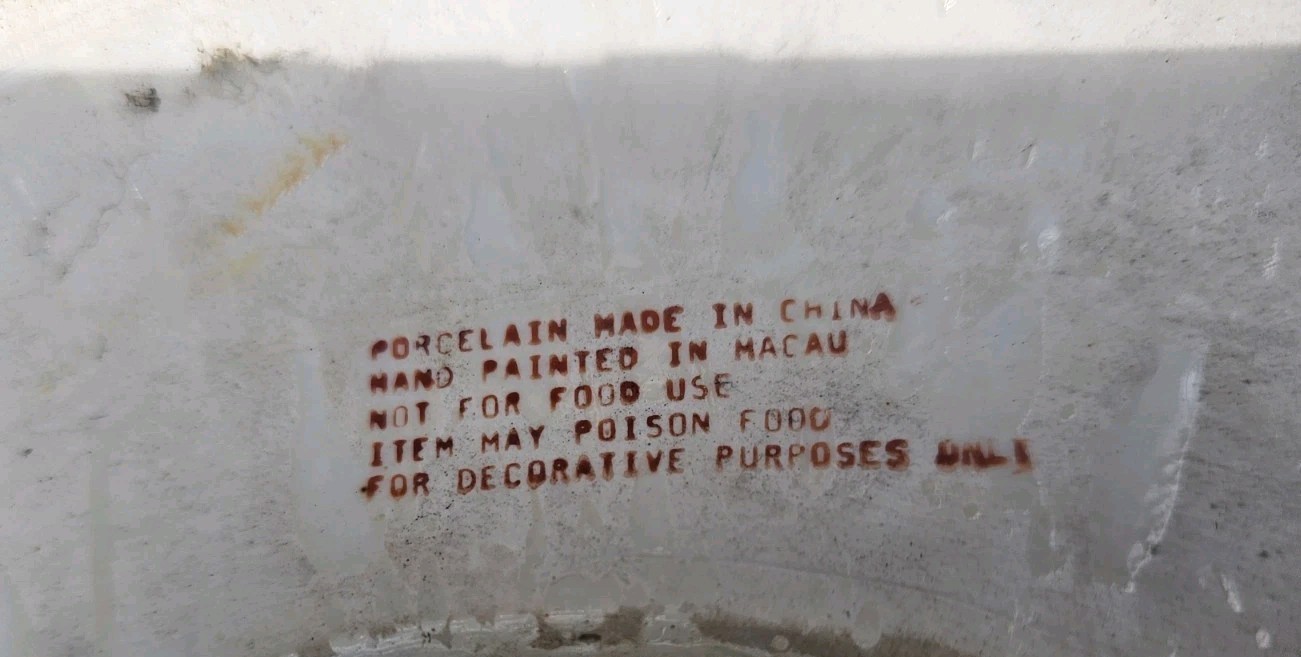 PORCELAIN MADE IN CHINA
HAND PAINTED IN MACAU
NOT FOR FOOD USE
ITEM MAY POISON FOOD
FOR DECORATIVE PURPOSES ONLY